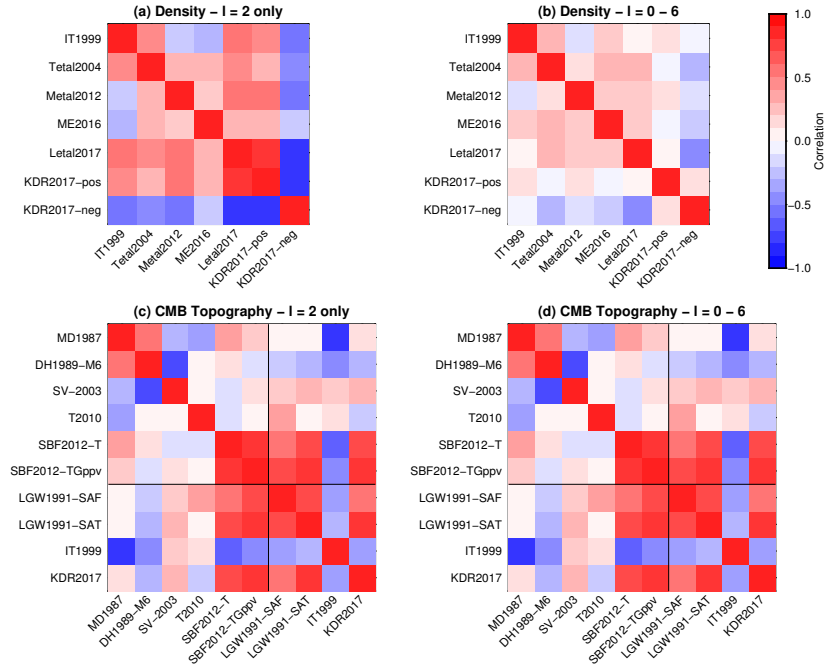 (a) Density − l = 2 only
IT1999
Tetal2004
Metal2012
ME2016
Letal2017
KDR2017−pos
KDR2017−neg
IT1999
Tetal2004
Metal2012
ME2016
Letal2017
KDR2017−pos
KDR2017−neg
(b) Density − l = 0 − 6
IT1999
Tetal2004
Metal2012
ME2016
Letal2017
KDR2017−pos
KDR2017−neg
IT1999
Tetal2004
Metal2012
ME2016
Letal2017
KDR2017−pos
KDR2017−neg
1.0
0.5
0.0
−0.5
−1.0
Correlation
(c) CMB Topography − l = 2 only
MD1987
DH1989−M6
SV−2003
T2010
SBF2012−T
SBF2012−TGppv
LGW1991−SAF
LGW1991−SAT
IT1999
KDR2017
MD1987
DH1989−M6
SV−2003
T2010
SBF2012−T
SBF2012−TGppv
LGW1991−SAF
LGW1991−SAT
IT1999
KDR2017
(d) CMB Topography − l = 0 − 6
MD1987
DH1989−M6
SV−2003
T2010
SBF2012−T
SBF2012−TGppv
LGW1991−SAF
LGW1991−SAT
IT1999
KDR2017
MD1987
DH1989−M6
SV−2003
T2010
SBF2012−T
SBF2012−TGppv
LGW1991−SAF
LGW1991−SAT
IT1999
KDR2017